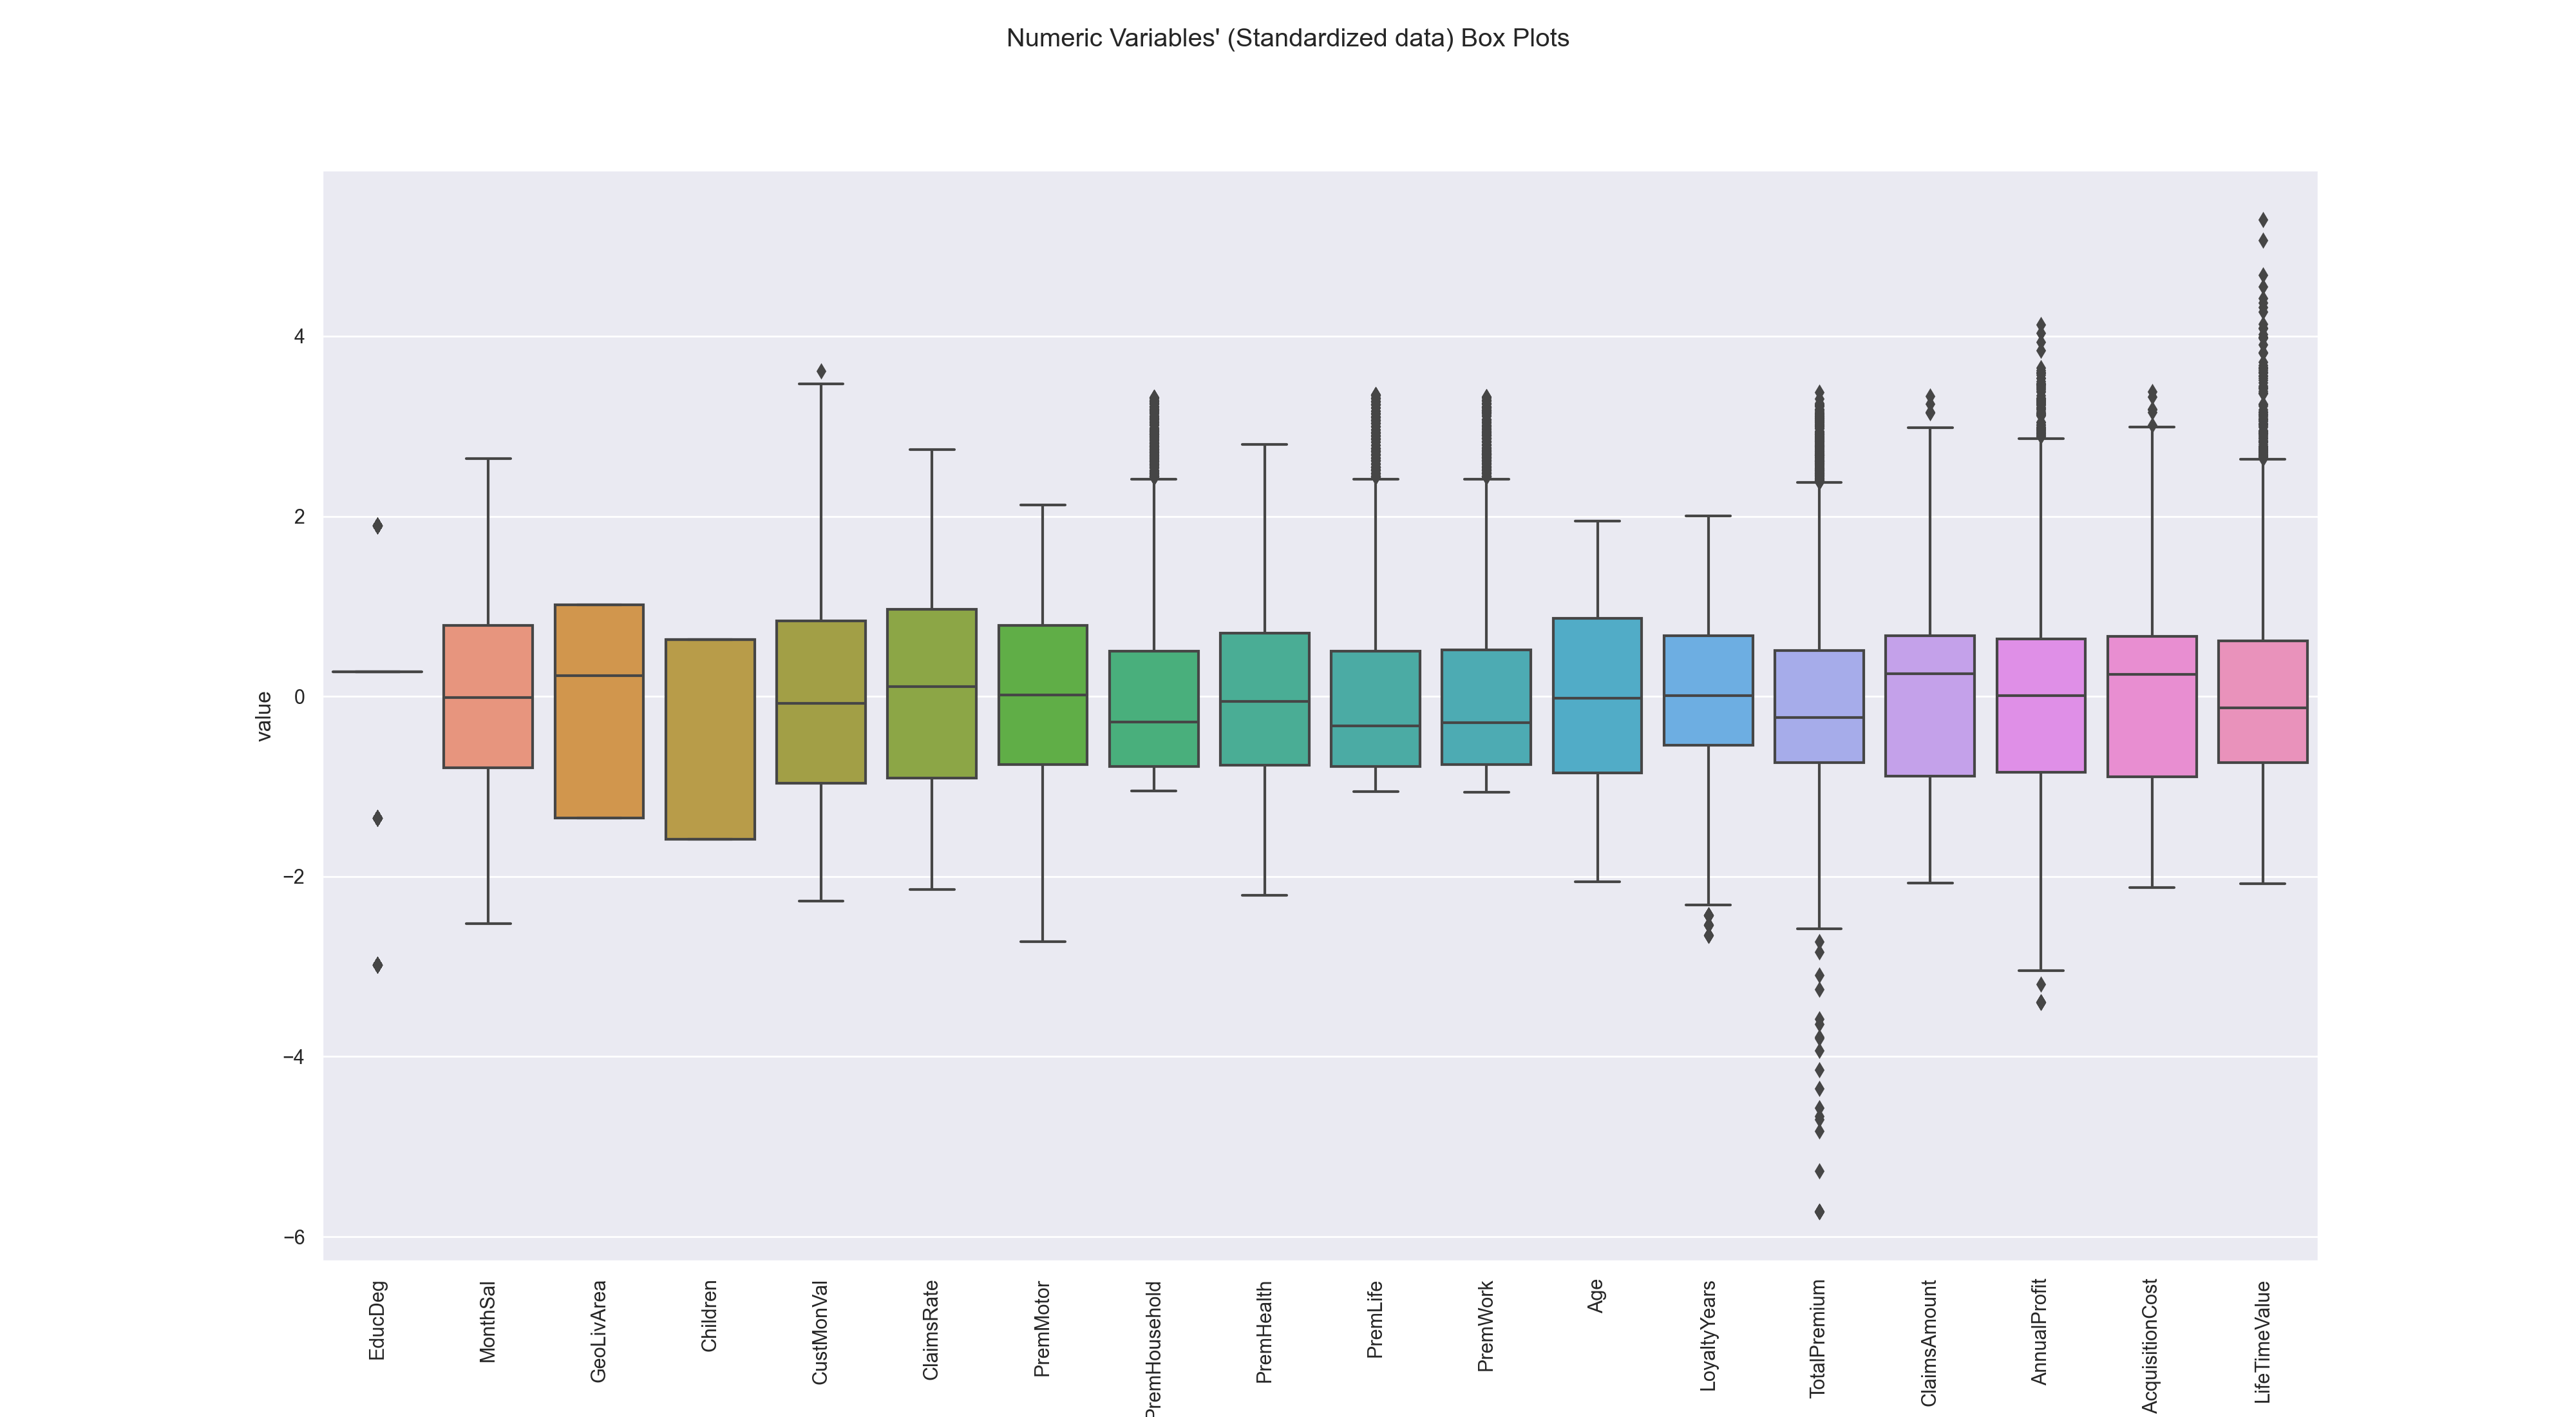 Numeric Variables' (Standardized data) Box Plots
value
4
2
0
−2
−4
−6
EducDeg
MonthSal
GeoLivArea
Children
CustMonVal
ClaimsRate
PremMotor
PremHousehold
PremHealth
PremLife
PremWork
Age
LoyaltyYears
TotalPremium
ClaimsAmount
AnnualProfit
AcquisitionCost
LifeTimeValue